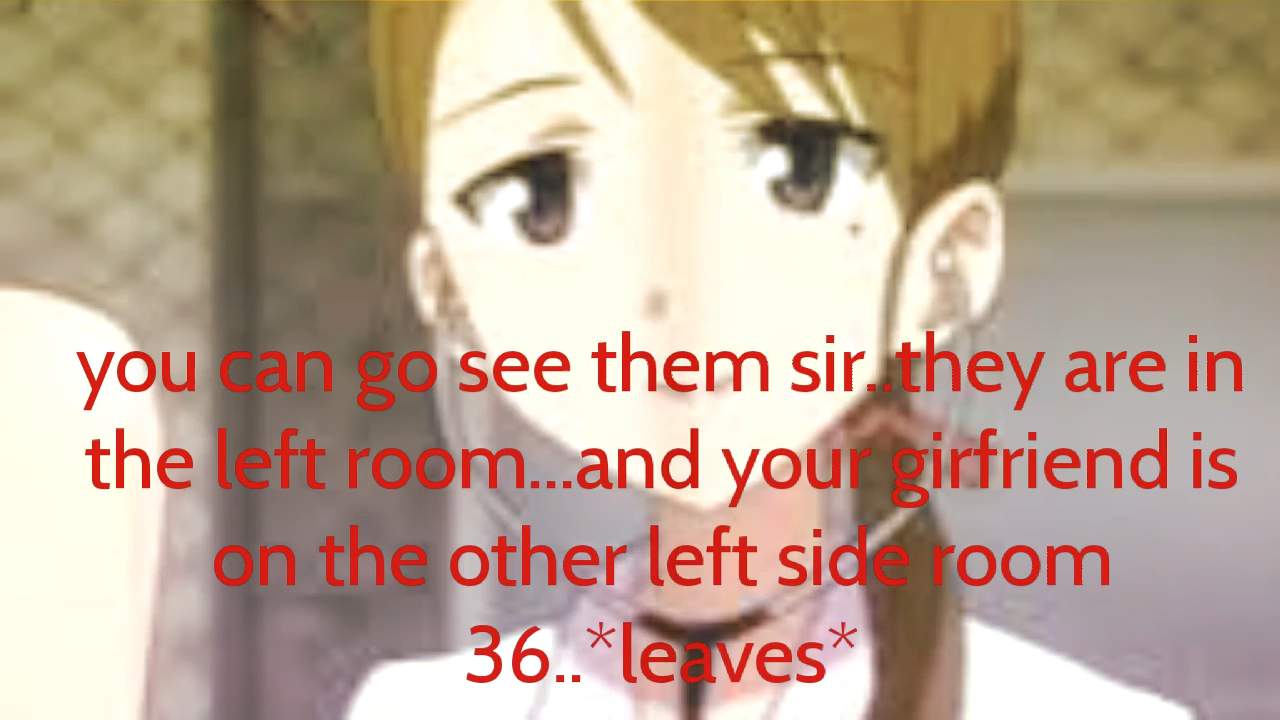 you can go see them sir..they are in
the left room...and your girfriend is
on the other left side room
36..*leaves*